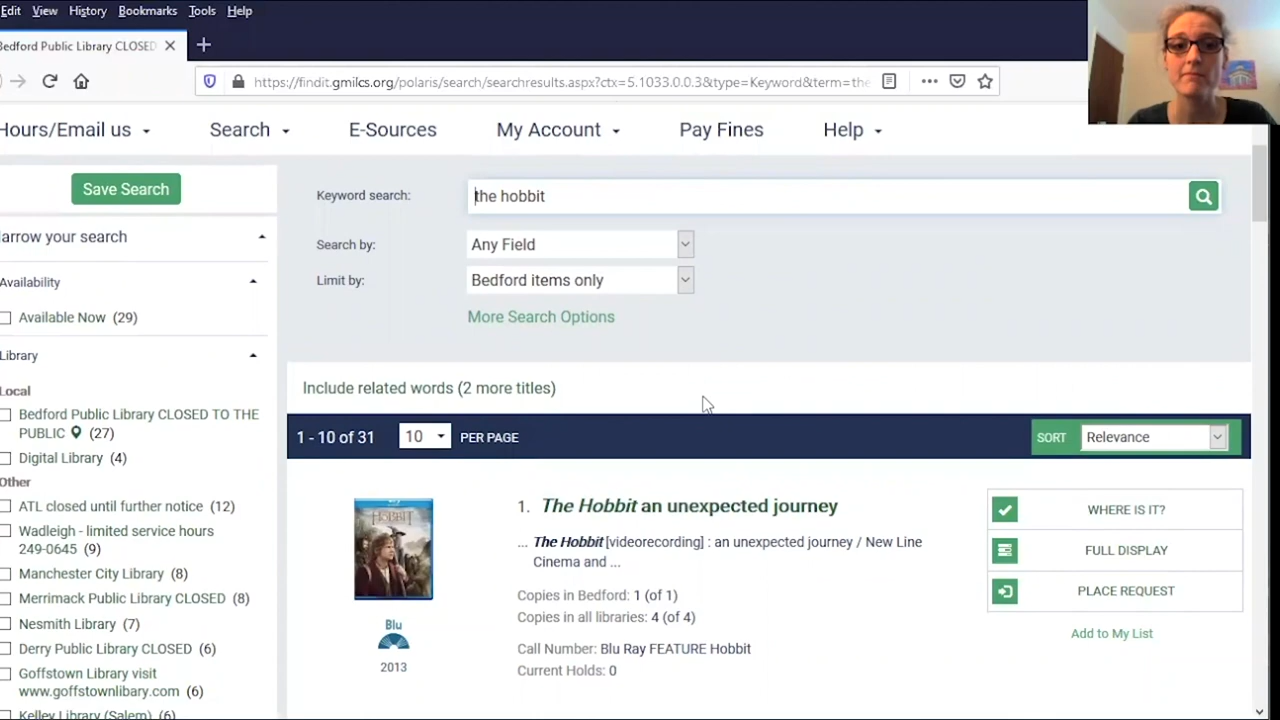 Edit View History Bookmarks Tools Help
Bedford Public Library CLOSED
https://findit.gmilcs.org/polaris/search/searchresults.aspx?ctx=5.1033.0.0.3&type=Keyword&term=the
Hours/Email us Search E-Sources My Account Pay Fines Help
Save Search
arrow your search
Availability
Available Now (29)
Library
Local
Bedford Public Library CLOSED TO THE
PUBLIC (27)
Digital Library (4)
Other
ATL closed until further notice (12)
Wadleigh - limited service hours
249-0645 (9)
Manchester City Library (8)
Merrimack Public Library CLOSED (8)
Nesmith Library (7)
Derry Public Library CLOSED (6)
Goffstown Library visit
www.goffstownlibary.com (6)
Kelley Library (Salem) (6)
Keyword search: the hobbit
Search by: Any Field
Limit by: Bedford items only
More Search Options
Include related words (2 more titles)
1 - 10 of 31 10 PER PAGE SORT Relevance
HOBBIT
Blu
2013
1. The Hobbit an unexpected journey
... The Hobbit [videorecording] : an unexpected journey / New Line
Cinema and ...
Copies in Bedford: 1 (of 1)
Copies in all libraries: 4 (of 4)
Call Number: Blu Ray FEATURE Hobbit
Current Holds: 0
WHERE IS IT?
FULL DISPLAY
PLACE REQUEST
Add to My List